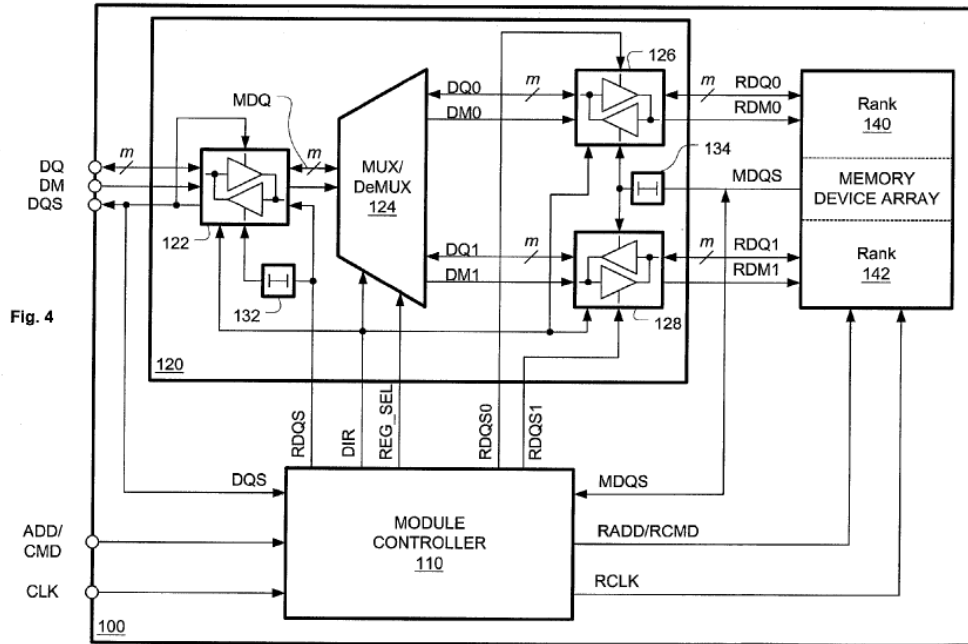 126
DQ0
m
m
RDQ0
MDQ
DM0
RDM0
Rank
140
m
m
134
DQ
MUX/
DeMUX
124
MDQS
DM
MEMORY
DEVICE ARRAY
DQS
122
DQ1
m
m
RDQ1
DM1
RDM1
Rank
142
132
128
Fig. 4
120
RDQS
DIR
REG_SEL
RDQS0
RDQS1
DQS
MDQS
ADD/
CMD
MODULE
CONTROLLER
110
RADD/RCMD
CLK
RCLK
100